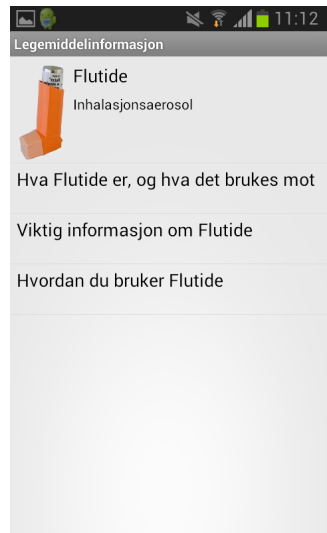 11:12
Legemiddelinformasjon
Flutide
Inhalasjonsaerosol
Hva Flutide er, og hva det brukes mot
Viktig informasjon om Flutide
Hvordan du bruker Flutide